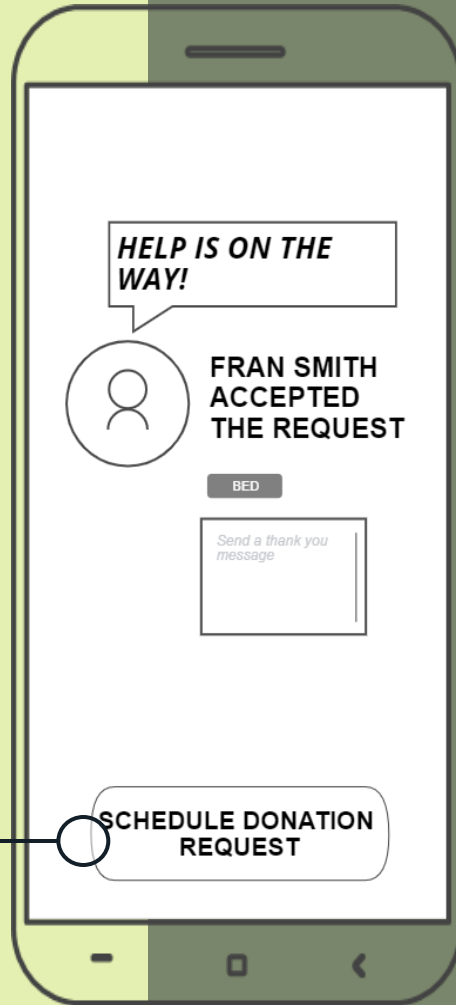 HELP IS ON THE
WAY!
FRAN SMITH
ACCEPTED
THE REQUEST
BED
Send a thank you
message
SCHEDULE DONATION
REQUEST